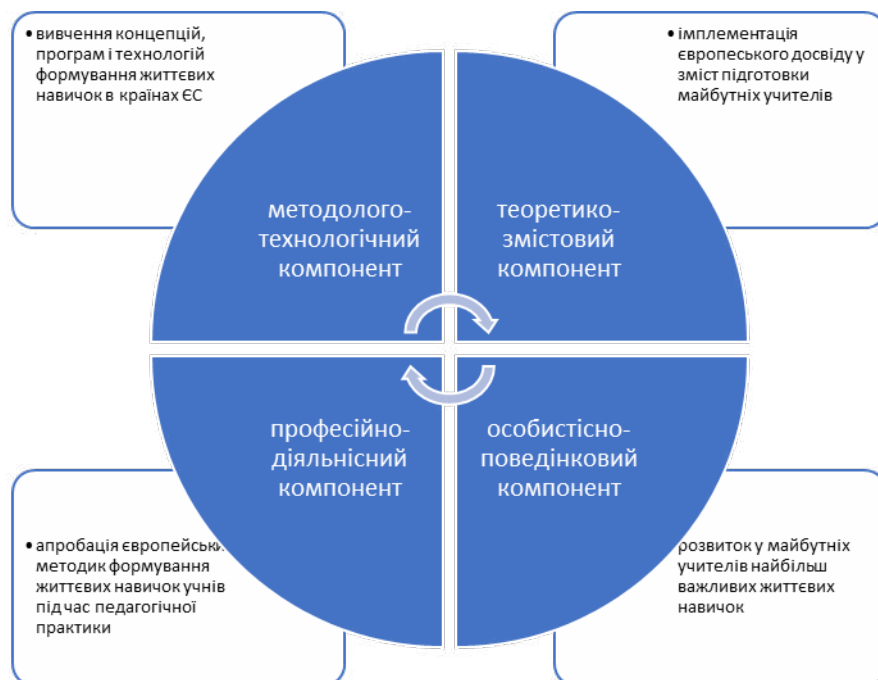 • вивчення концепцій,
програм і технологій
формування життєвих
навичок в країнах ЄС
• імплементація
європеського досвіду у
зміст підготовки
майбутніх учителів
методолого-
технологічний
компонент
теоретико-
змістовий
компонент
професійно-
діяльнісний
компонент
особистісно-
поведінковий
компонент
• апробація європейськи
методик формування
життєвих навичок учнів
під час педагогічної
практики
розвиток у майбутніх
учителів найбільш
важливих життєвих
навичок